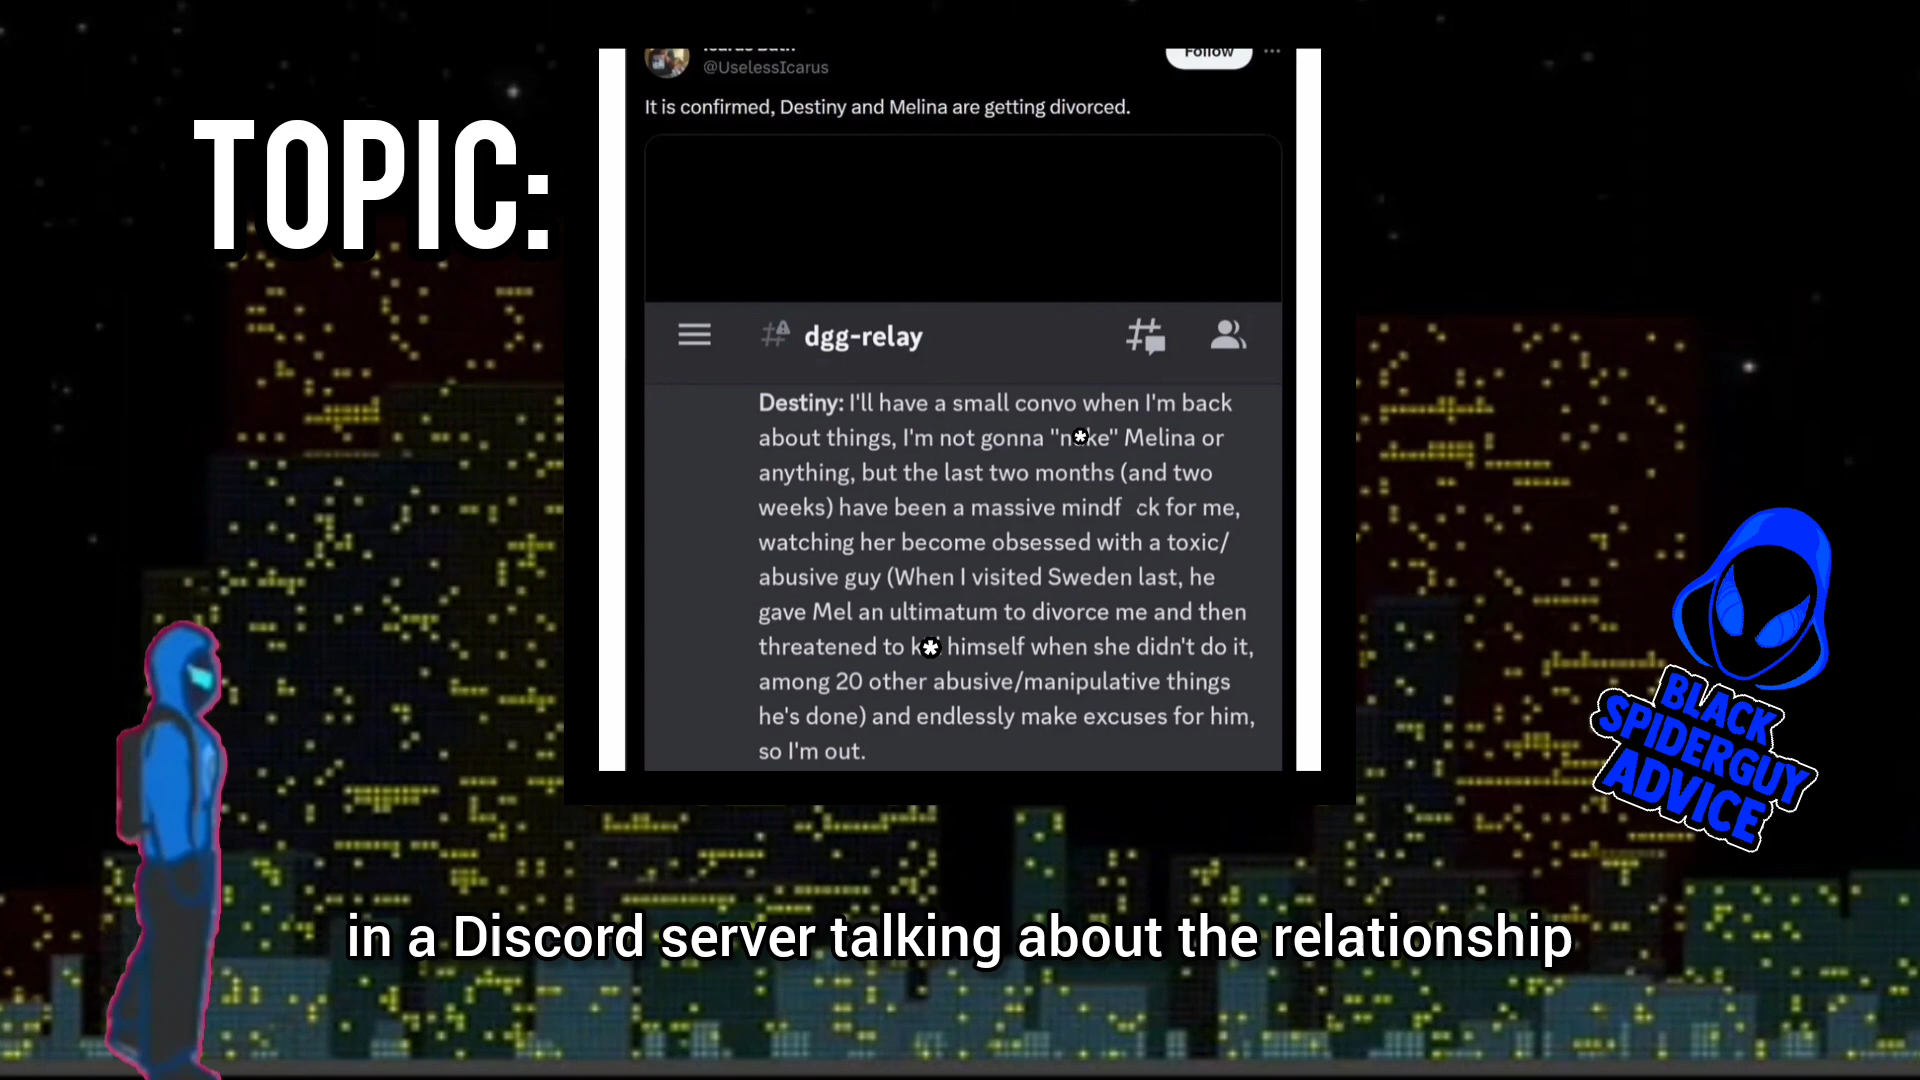 TOPIC:
@UselessIcarus
Follow
It is confirmed, Destiny and Melina are getting divorced.
dgg-relay
Destiny: I'll have a small convo when I'm back
about things, I'm not gonna "n*ke" Melina or
anything, but the last two months (and two
weeks) have been a massive mindf ck for me,
watching her become obsessed with a toxic/
abusive guy (When I visited Sweden last, he
gave Mel an ultimatum to divorce me and then
threatened to k* himself when she didn't do it,
among 20 other abusive/manipulative things
he's done) and endlessly make excuses for him,
so I'm out.
BLACK
SPIDERGUY
ADVICE
in a Discord server talking about the relationship